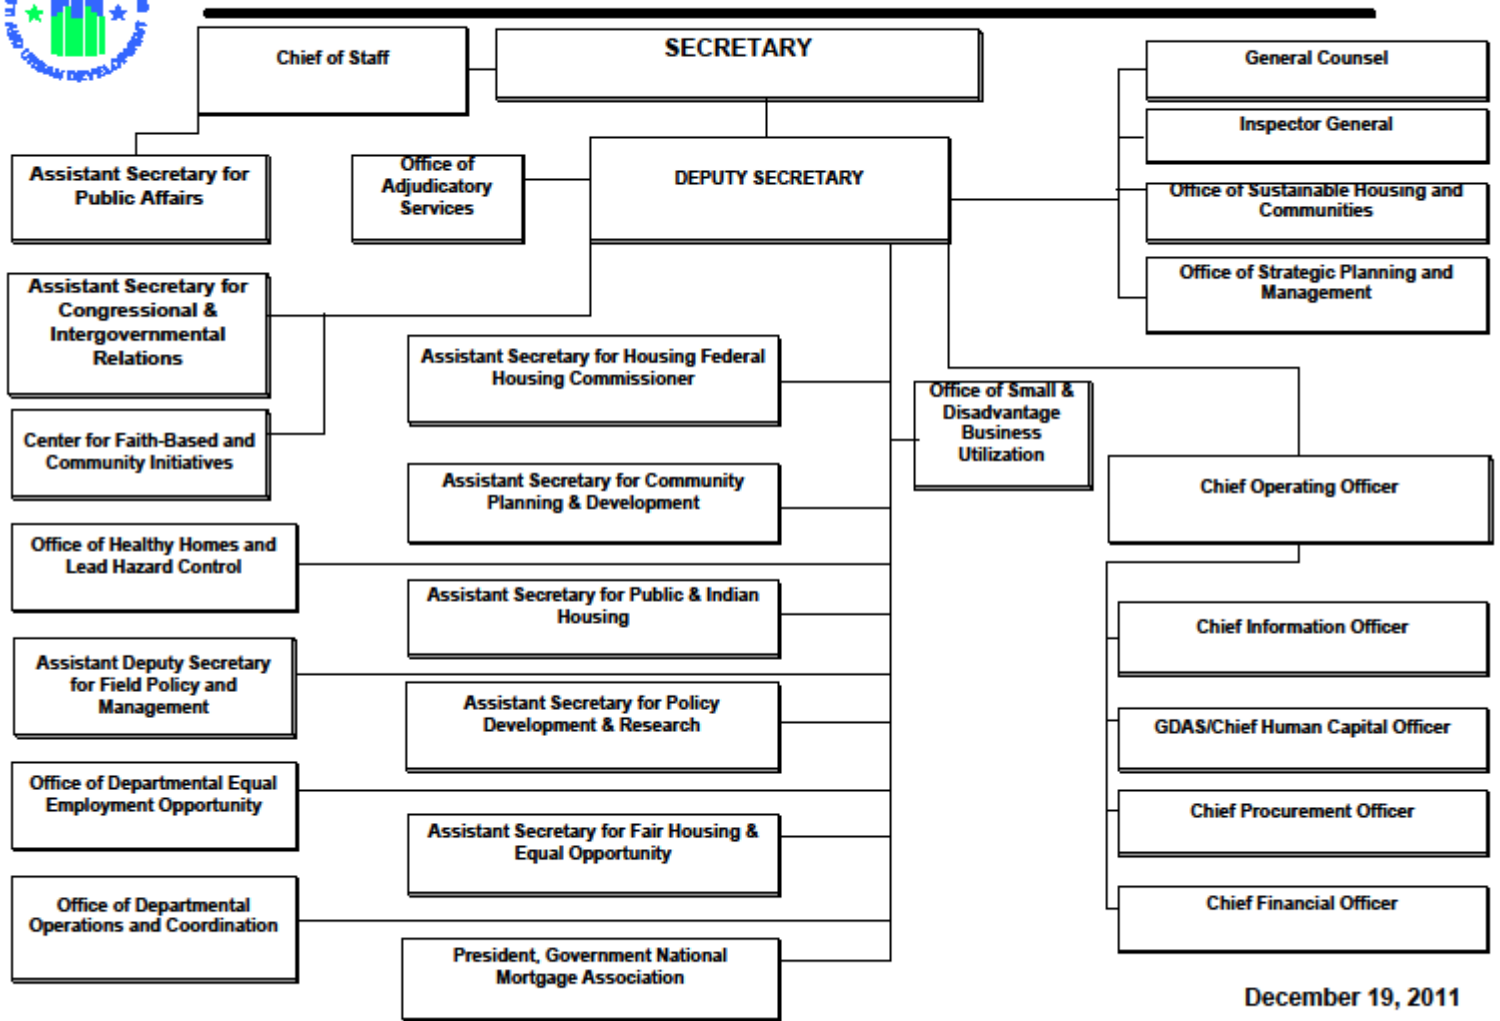 AND URBAN DEVELOPMENT
Chief of Staff
SECRETARY
General Counsel
Inspector General
Assistant Secretary for
Public Affairs
Office of
Adjudicatory
Services
DEPUTY SECRETARY
Office of Sustainable Housing and
Communities
Assistant Secretary for
Congressional &
Intergovernmental
Relations
Office of Strategic Planning and
Management
Assistant Secretary for Housing Federal
Housing Commissioner
Office of Small &
Disadvantage
Business
Utilization
Center for Faith-Based and
Community Initiatives
Assistant Secretary for Community
Planning & Development
Chief Operating Officer
Office of Healthy Homes and
Lead Hazard Control
Assistant Secretary for Public & Indian
Housing
Chief Information Officer
Assistant Deputy Secretary
for Field Policy and
Management
Assistant Secretary for Policy
Development & Research
GDAS/Chief Human Capital Officer
Office of Departmental Equal
Employment Opportunity
Chief Procurement Officer
Assistant Secretary for Fair Housing &
Equal Opportunity
Office of Departmental
Operations and Coordination
Chief Financial Officer
President, Government National
Mortgage Association
December 19, 2011